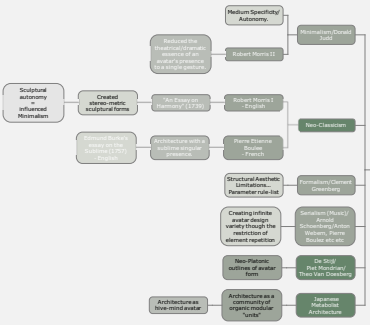 Medium Specificity/
Autonomy.
Minimalism/Donald
Judd
Reduced the
theatrical/dramatic
essence of an
avatar's presence
to a single gesture.
Robert Morris II
Sculptural
autonomy
=
influenced
Minimalism
Created
stereo-metric
sculptural forms
"An Essay on
Harmony" (1739)
Robert Morris I
- English
Neo-Classicism
Edmund Burke's
essay on the
Sublime (1757)
- English
Architecture with a
sublime singular
presence.
Pierre Etienne
Boulee
- French
Structural Aesthetic
Limitations...
Parameter rule-list
Formalism/Clement
Greenberg
Creating infinite
avatar design
variety though the
restriction of
element repetition
Serialism (Music)/
Arnold
Schoenberg/Anton
Webern, Pierre
Boulez etc etc
Neo-Platonic
outlines of avatar
form
De Stijl/
Piet Mondrian/
Theo Van Doesberg
Architecture as
hive-mind avatar
Architecture as a
community of
organic modular
"units"
Japanese
Metabolist
Architecture